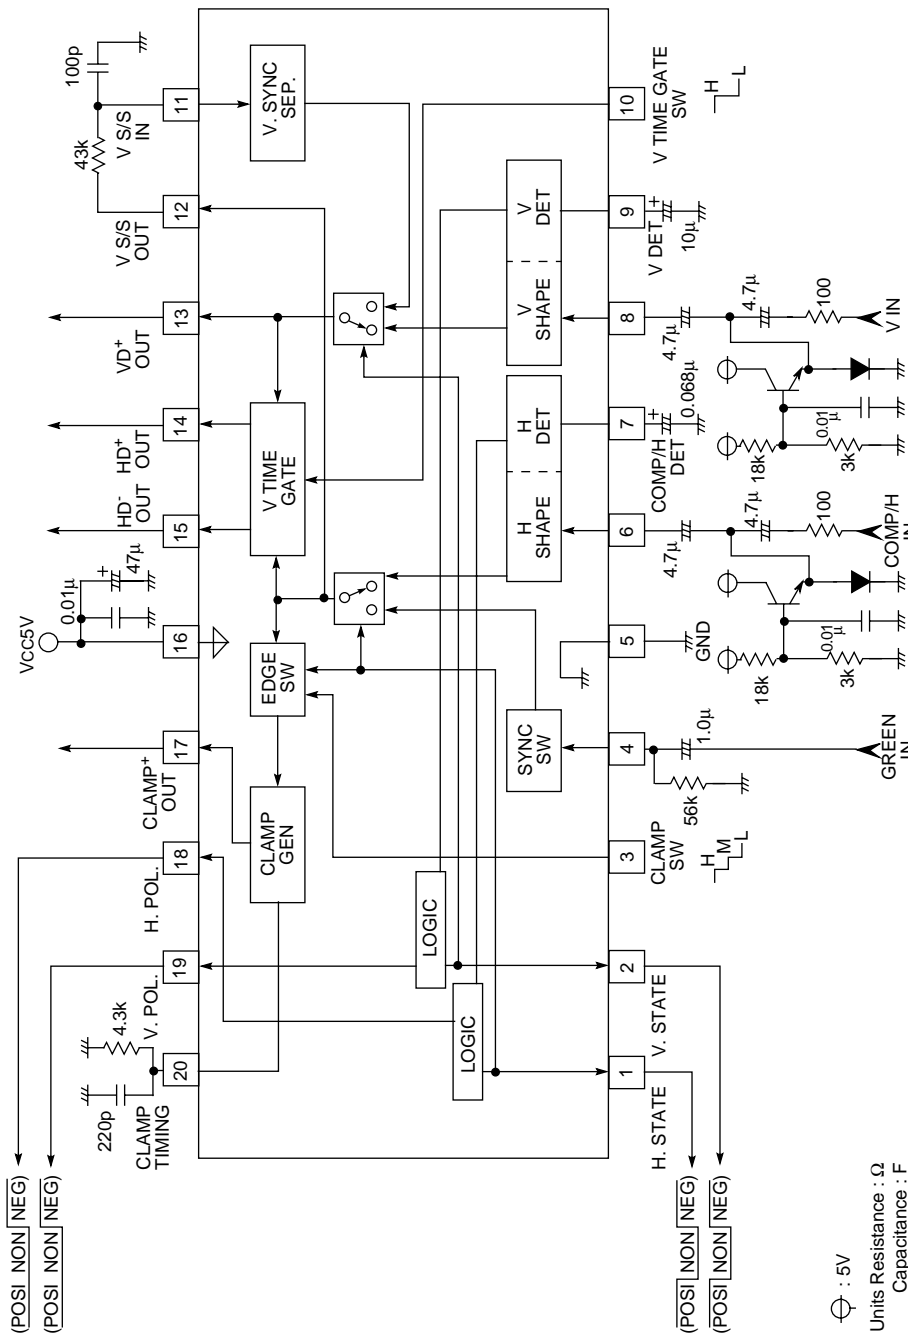 (POSI NON NEG)
(POSI NON NEG)
220p
4.3k
CLAMP
TIMING
V. POL.
H. POL.
CLAMP+
OUT
VCC5V
0.01µ
47µ
+
HD-
OUT
HD+
OUT
VD+
OUT
V S/S
OUT
43k
V S/S
IN
100p
20
19
18
17
16
15
14
13
12
11
CLAMP
GEN
EDGE
SW
V TIME
GATE
V. SYNC
SEP.
LOGIC
LOGIC
SYNC
SW
H
SHAPE
H
DET
V
SHAPE
V
DET
1
2
3
4
5
6
7
8
9
10
H. STATE
V. STATE
CLAMP
SW
H
M
L
GND
COMP/H
DET
+
0.068µ
V DET
+
10µ
V TIME GATE
SW
H
L
(POSI NON NEG)
(POSI NON NEG)
56k
1.0µ
GREEN
IN
4.7µ
4.7µ
100
18k
3k
0.01
µ
COMP/H
IN
4.7µ
4.7µ
100
18k
3k
0.01
µ
V IN
: 5V
Units Resistance : Ω
Capacitance : F